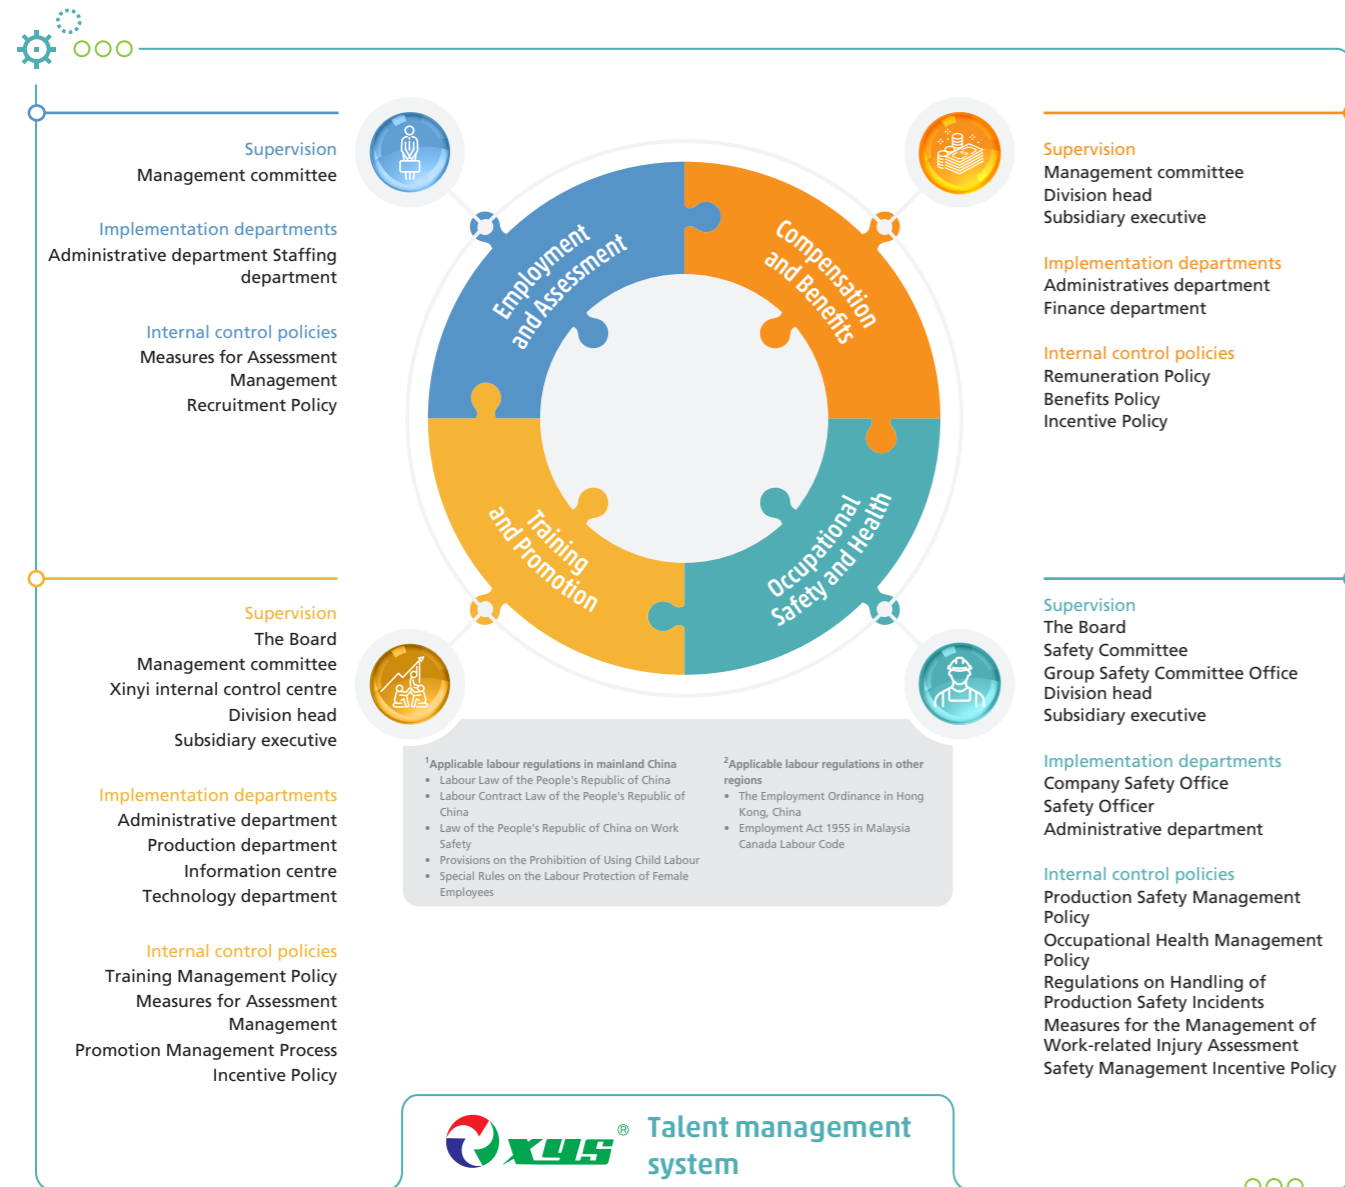 Supervision
Management committee
Implementation departments
Administrative department Staffing
department
Internal control policies
Measures for Assessment
Management
Recruitment Policy
Employment
and Assessment
Compensation
and Benefits
Supervision
Management committee
Division head
Subsidiary executive
Implementation departments
Administratives department
Finance department
Internal control policies
Remuneration Policy
Benefits Policy
Incentive Policy
Training
and Promotion
Occupational
Safety and Health
Supervision
The Board
Management committee
Xinyi internal control centre
Division head
Subsidiary executive
Implementation departments
Administrative department
Production department
Information centre
Technology department
Internal control policies
Training Management Policy
Measures for Assessment
Management
Promotion Management Process
Incentive Policy
1Applicable labour regulations in mainland China
• Labour Law of the People's Republic of China
• Labour Contract Law of the People's Republic of
China
• Law of the People's Republic of China on Work
Safety
• Provisions on the Prohibition of Using Child Labour
• Special Rules on the Labour Protection of Female
Employees
2Applicable labour regulations in other
regions
• The Employment Ordinance in Hong
Kong, China
• Employment Act 1955 in Malaysia
Canada Labour Code
Supervision
The Board
Safety Committee
Group Safety Committee Office
Division head
Subsidiary executive
Implementation departments
Company Safety Office
Safety Officer
Administrative department
Internal control policies
Production Safety Management
Policy
Occupational Health Management
Policy
Regulations on Handling of
Production Safety Incidents
Measures for the Management of
Work-related Injury Assessment
Safety Management Incentive Policy
XYS®
Talent management
system